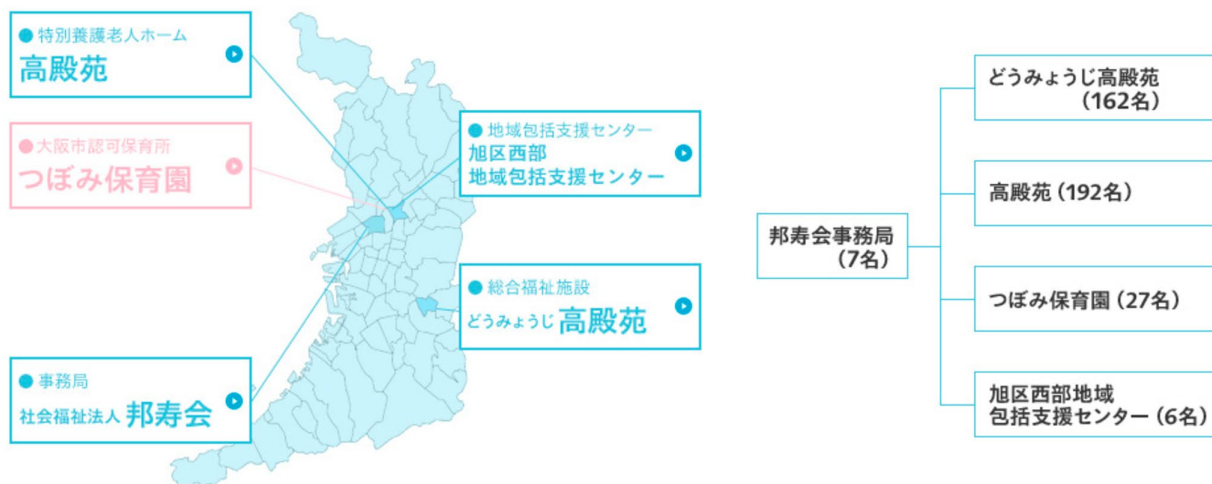 ● 特別養護老人ホーム
高殿苑
● 大阪市認可保育所
つぼみ保育園
● 地域包括支援センター
旭区西部
地域包括支援センター
● 総合福祉施設
どうみょうじ 高殿苑
● 事務局
社会福祉法人 邦寿会
邦寿会事務局
(7名)
どうみょうじ高殿苑
(162名)
高殿苑 (192名)
つぼみ保育園 (27名)
旭区西部地域
包括支援センター (6名)